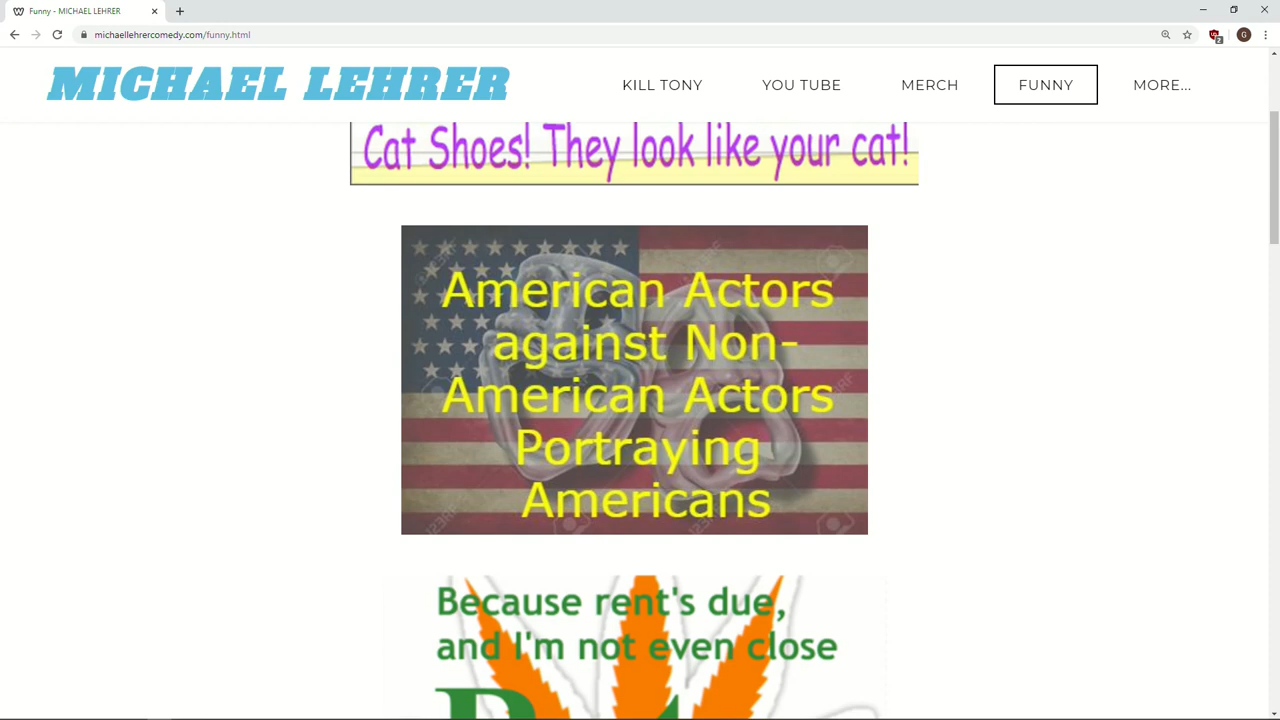 Funny - MICHAEL LEHRER
michaellehrercomedy.com/funny.html
2
G
MICHAEL LEHRER
KILL TONY
YOU TUBE
MERCH
FUNNY
MORE...
Cat Shoes! They look like your cat!
American Actors
against Non-
American Actors
Portraying
Americans
Because rent's due,
and I'm not even close